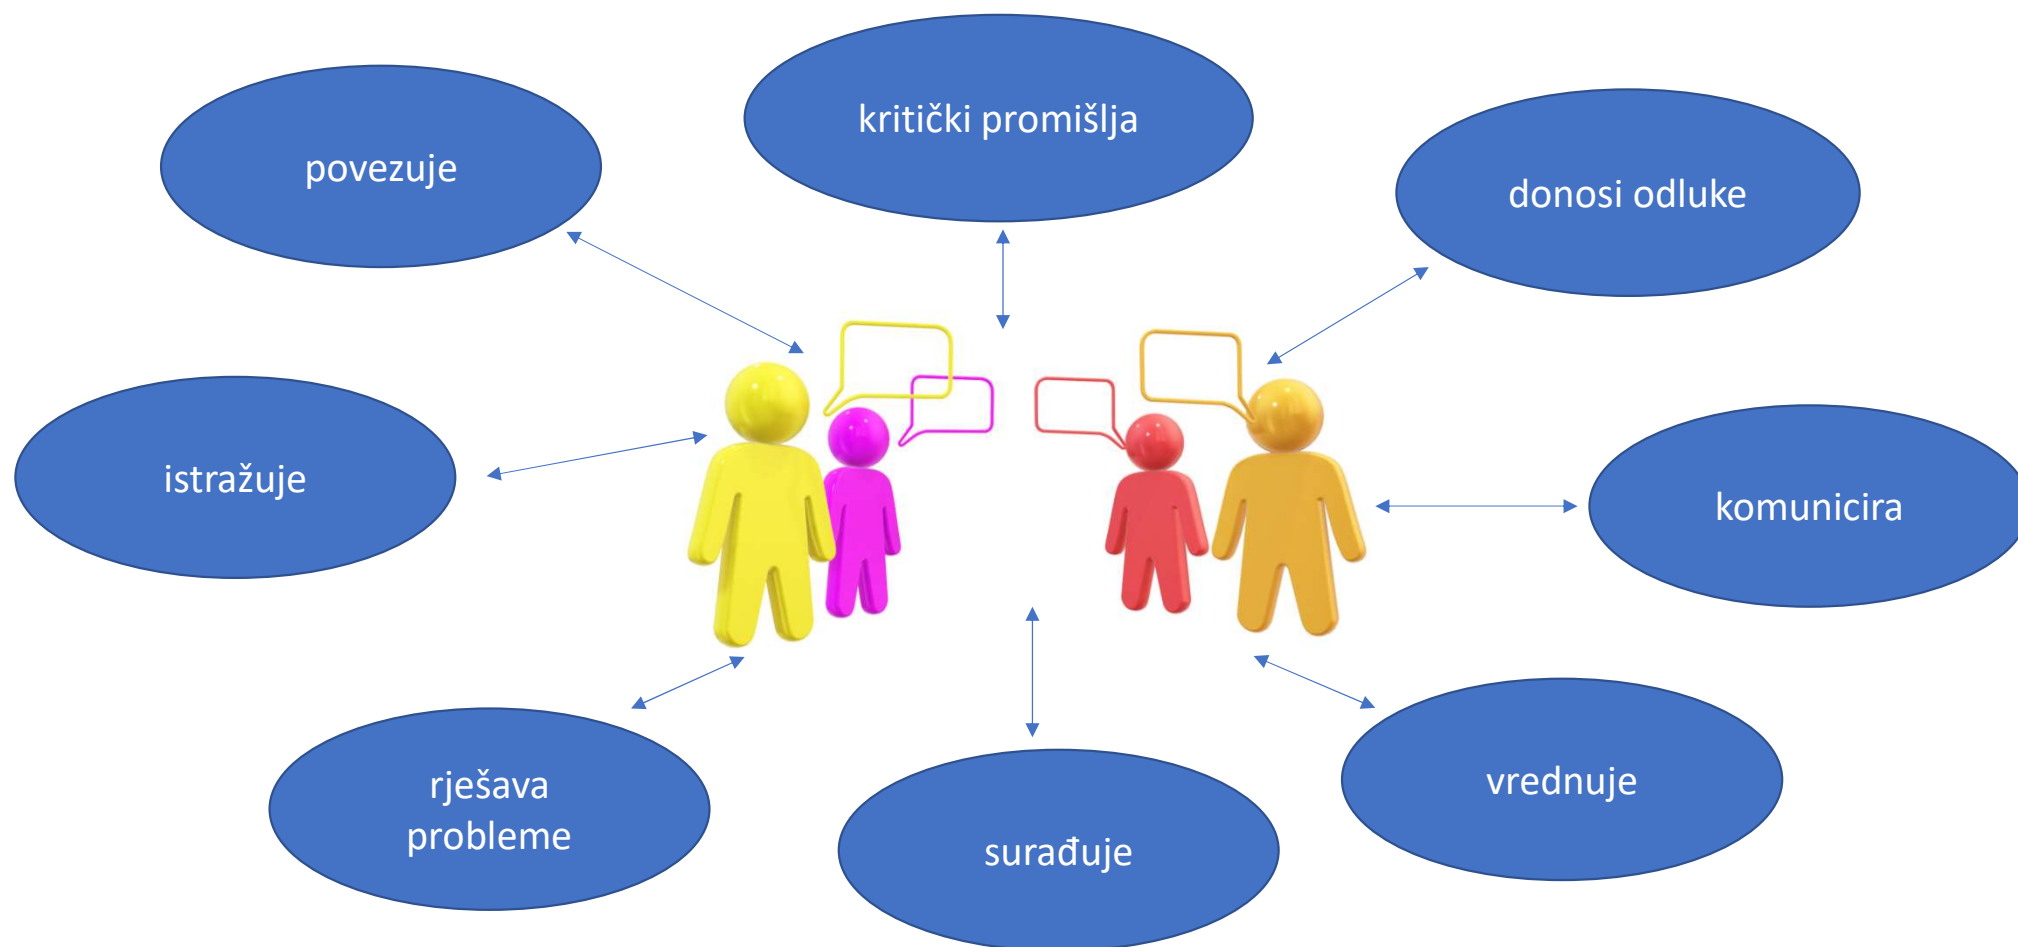 kritički promišlja
povezuje
donosi odluke
istražuje
komunicira
rješava
probleme
vrednuje
surađuje